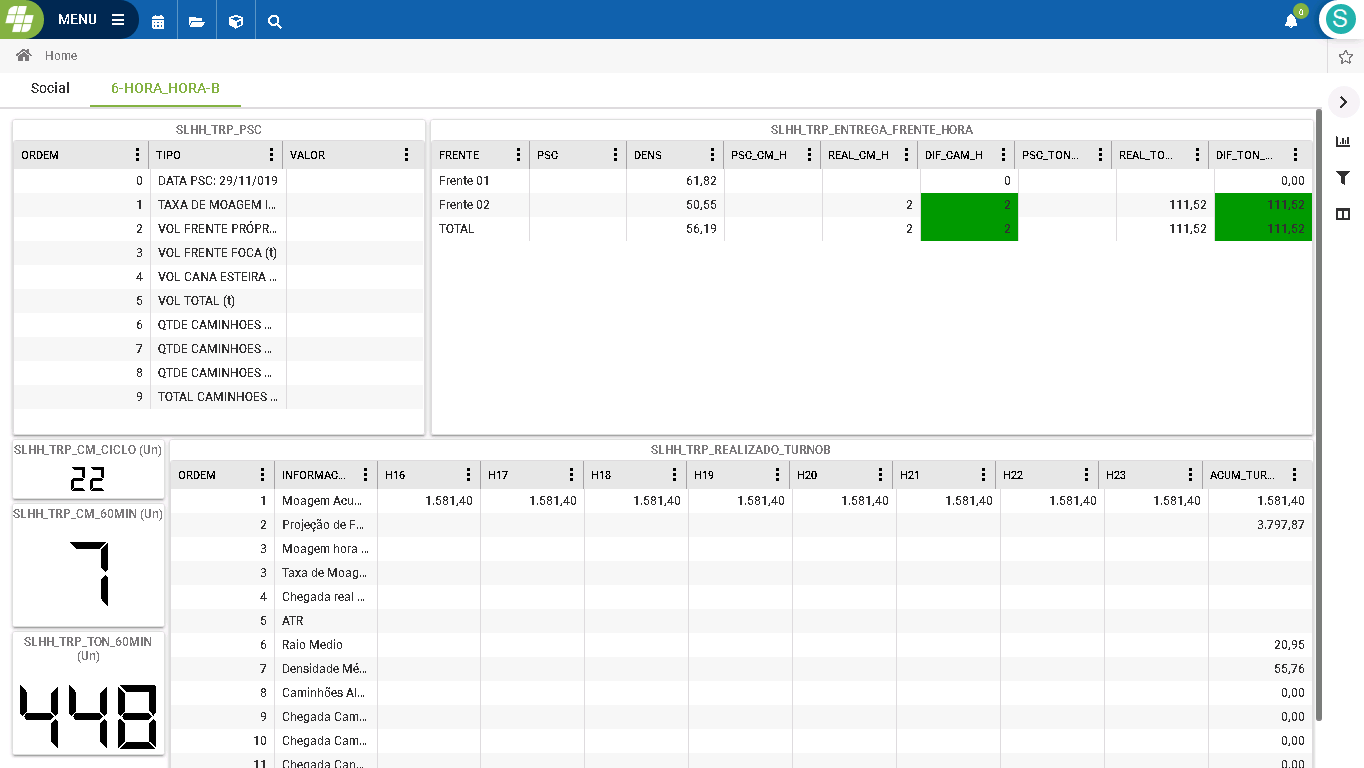 MENU
0
S
Home
Social 6-HORA_HORA-B
SLHH_TRP_PSC
ORDEM TIPO VALOR
0 DATA PSC: 29/11/019
1 TAXA DE MOAGEM I...
2 VOL FRENTE PRÓPR...
3 VOL FRENTE FOCA (t)
4 VOL CANA ESTEIRA ...
5 VOL TOTAL (t)
6 QTDE CAMINHOES ...
7 QTDE CAMINHOES ...
8 QTDE CAMINHOES ...
9 TOTAL CAMINHOES ...
SLHH_TRP_ENTREGA_FRENTE_HORA
FRENTE PSC DENS PSC_CM_H REAL_CM_H DIF_CAM_H PSC_TON... REAL_TO... DIF_TON_...
Frente 01 61,82 0 0,00
Frente 02 50,55 2 2 111,52 111,52
TOTAL 56,19 2 2 111,52 111,52
SLHH_TRP_CM_CICLO (Un)
22
SLHH_TRP_CM_60MIN (Un)
7
SLHH_TRP_TON_60MIN
(Un)
448
SLHH_TRP_REALIZADO_TURNOB
ORDEM INFORMAC... H16 H17 H18 H19 H20 H21 H22 H23 ACUM_TUR...
1 Moagem Acu... 1.581,40 1.581,40 1.581,40 1.581,40 1.581,40 1.581,40 1.581,40 1.581,40 1.581,40
2 Projeção de F... 3.797,87
3 Moagem hora ...
3 Taxa de Moag...
4 Chegada real ...
5 ATR
6 Raio Medio 20,95
7 Densidade Mé... 55,76
8 Caminhões Al... 0,00
9 Chegada Cam... 0,00
10 Chegada Cam... 0,00
11 Chegada Can... 0,00